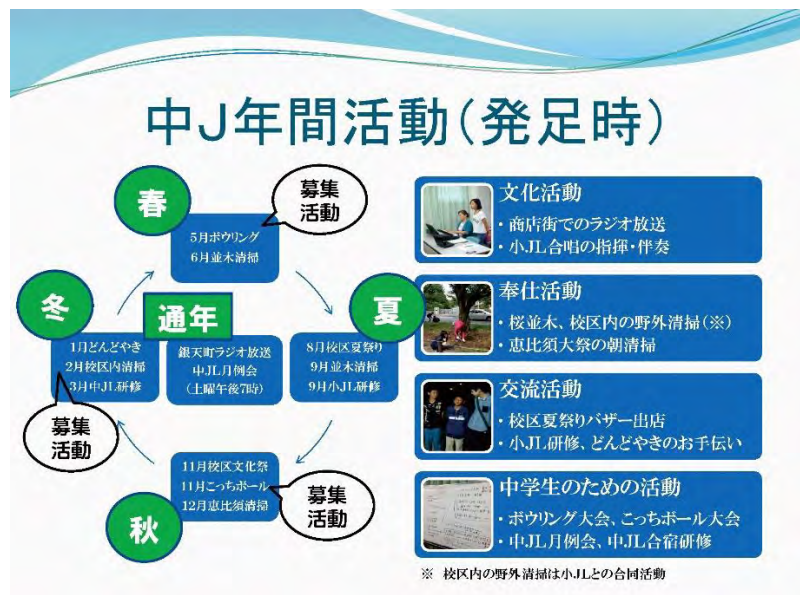 中J年間活動（発足時）
春
募集
活動
5月ボウリング
6月並木清掃
冬
1月どんどやき
2月校区内清掃
3月中JL研修
募集
活動
通年
銀天町ラジオ放送
中JL月例会
（土曜午後7時）
夏
8月校区夏祭り
9月並木清掃
9月小JL研修
秋
11月校区文化祭
11月こっちボール
12月恵比須清掃
募集
活動
文化活動
・商店街でのラジオ放送
・小JL合唱の指揮・伴奏
奉仕活動
・桜並木、校区内の野外清掃（※）
・恵比須大祭の朝清掃
交流活動
・校区夏祭りバザー出店
・小JL研修、どんどやきのお手伝い
中学生のための活動
・ボウリング大会、こっちボール大会
・中JL月例会、中JL合宿研修
※ 校区内の野外清掃は小JLとの合同活動